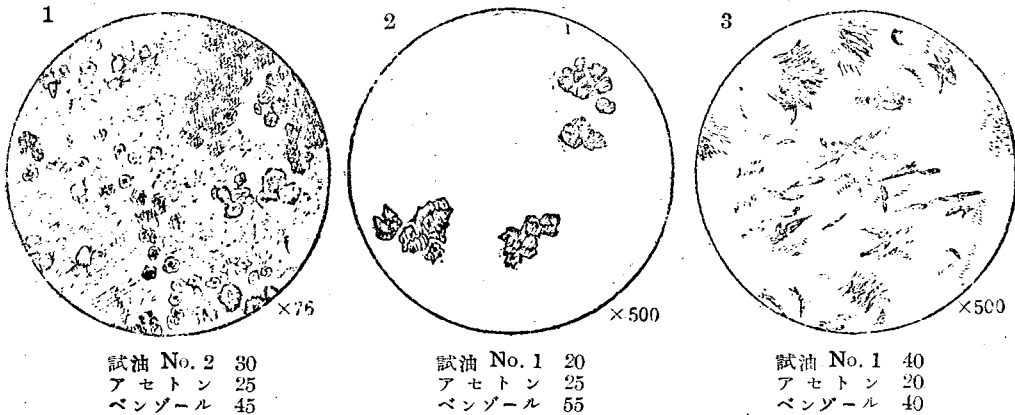 1
×76
試油 No. 2 30
アセトン 25
ベンゾール 45
2
×500
試油 No. 1 20
アセトン 25
ベンゾール 55
3
×500
試油 No. 1 40
アセトン 20
ベンゾール 40